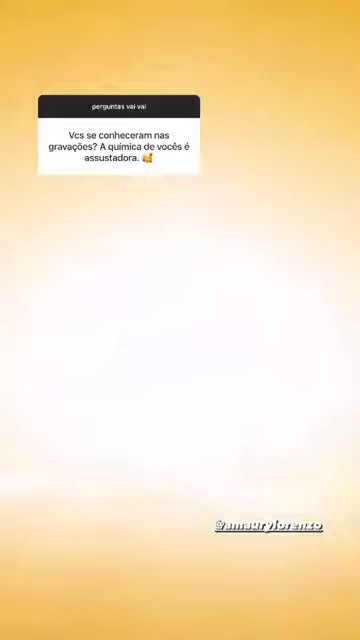 perguntas vai vai
Vcs se conheceram nas
gravações? A química de vocês é
assustadora. 🥰
@amaurylorenzo